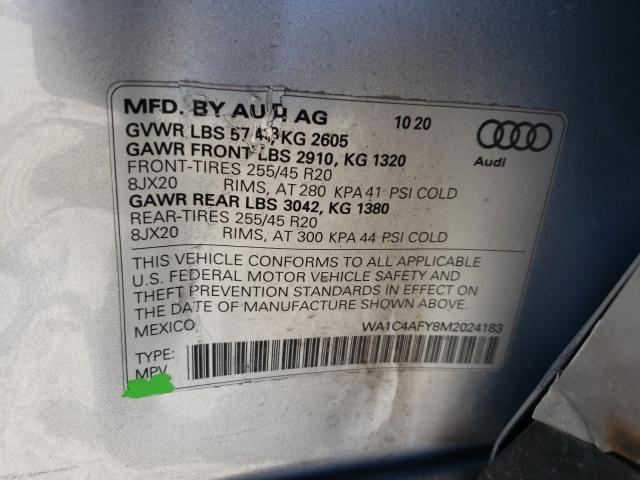 MFD. BY AUDI AG
10 20
GVWR LBS 5743, KG 2605
GAWR FRONT LBS 2910, KG 1320
FRONT-TIRES 255/45 R20
8JX20 RIMS, AT 280 KPA 41 PSI COLD
GAWR REAR LBS 3042, KG 1380
REAR-TIRES 255/45 R20
8JX20 RIMS, AT 300 KPA 44 PSI COLD
Audi
THIS VEHICLE CONFORMS TO ALL APPLICABLE
U.S. FEDERAL MOTOR VEHICLE SAFETY AND
THEFT PREVENTION STANDARDS IN EFFECT ON
THE DATE OF MANUFACTURE SHOWN ABOVE.
MEXICO
WA1C4AFY8M2024183
TYPE:
MPV